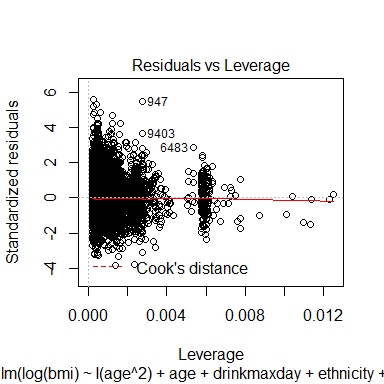 Residuals vs Leverage
Standardized residuals
6
4
2
0
-2
-4
947
9403
6483
Cook's distance
0.000
0.004
0.008
0.012
Leverage
lm(log(bmi) ~ I(age^2) + age + drinkmaxday + ethnicity +